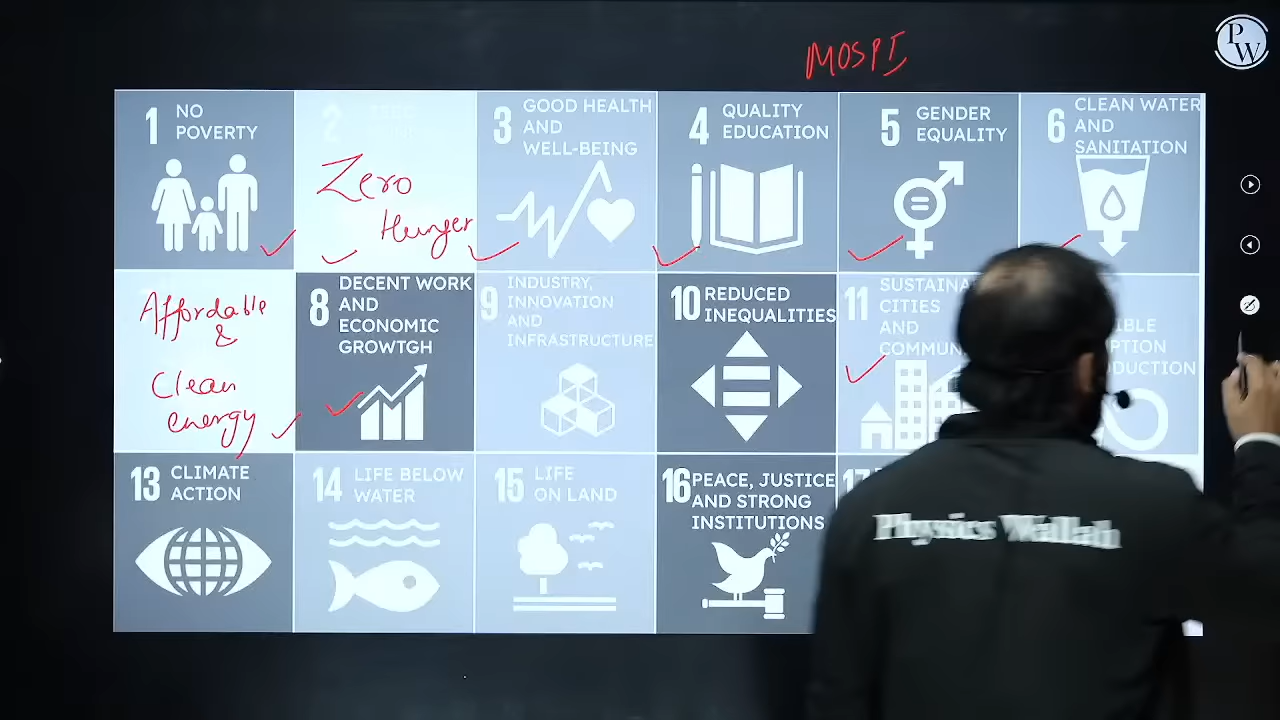 MOSPI
P
W
1 NO
POVERTY
Zero
Hunger
3 GOOD HEALTH
AND
WELL-BEING
4 QUALITY
EDUCATION
5 GENDER
EQUALITY
6 CLEAN WATER
AND
SANITATION
Affordable
&
Clean
energy
8 DECENT WORK
AND
ECONOMIC
GROWTGH
9 INDUSTRY,
INNOVATION
AND
INFRASTRUCTURE
10 REDUCED
INEQUALITIES
11
CITIES
AND
13 CLIMATE
ACTION
14 LIFE BELOW
WATER
15 LIFE
ON LAND
16 PEACE, JUSTICE
AND STRONG
INSTITUTIONS
17
Physics Wallah